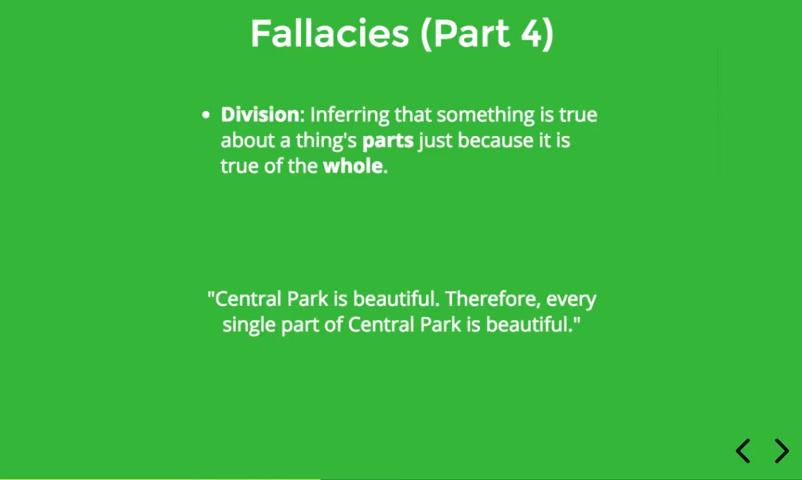 Fallacies (Part 4)
• Division: Inferring that something is true
about a thing's parts just because it is
true of the whole.
"Central Park is beautiful. Therefore, every
single part of Central Park is beautiful."